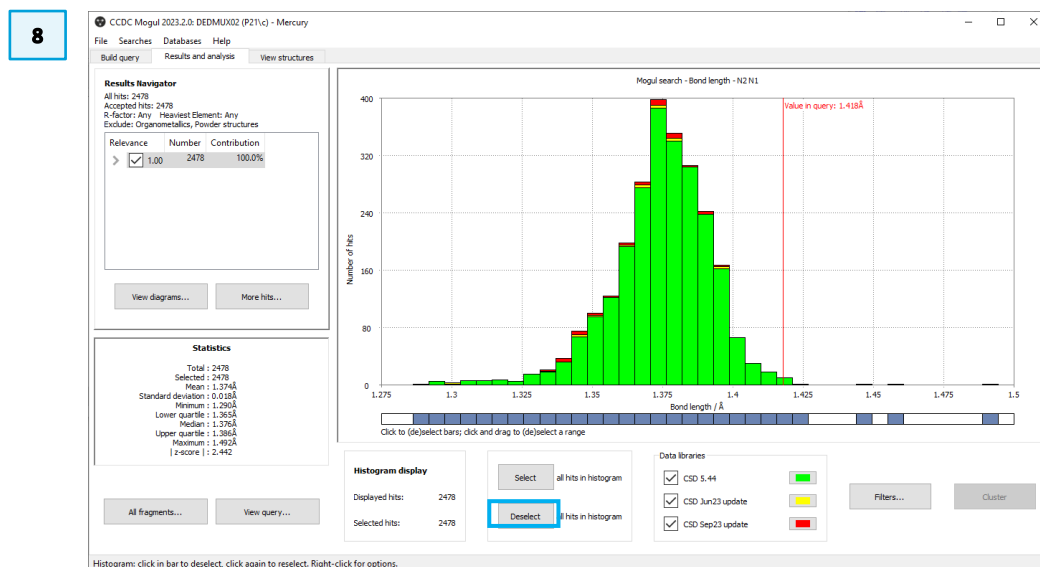 8
CCDC Mogul 2023.2.0: DEDMUX02 (P21\c) - Mercury
File Searches Databases Help
Build query Results and analysis View structures
Results Navigator
All hits: 2478
Accepted hits: 2478
R-factor: Any Heaviest Element: Any
Exclude: Organometallics, Powder structures
Relevance Number Contribution
1.00 2478 100.0%
View diagrams... More hits...
Statistics
Total : 2478
Selected : 2478
Mean : 1.374Å
Standard deviation : 0.018Å
Minimum : 1.290Å
Lower quartile : 1.365Å
Median : 1.376Å
Upper quartile : 1.386Å
Maximum : 1.492Å
| z-score | : 2.442
All fragments... View query...
Mogul search - Bond length - N2 N1
Value in query: 1.418Å
Number of hits
400
320
240
160
80
0
1.275 1.3 1.325 1.35 1.375 1.4 1.425 1.45 1.475 1.5
Bond length / Å
Click to (de)select bars; click and drag to (de)select a range
Histogram display
Displayed hits: 2478
Selected hits: 2478
Select all hits in histogram
Deselect all hits in histogram
Data libraries
CSD 5.44
CSD Jun23 update
CSD Sep23 update
Filters... Cluster
Histogram: click in bar to deselect, click again to reselect. Right-click for options.